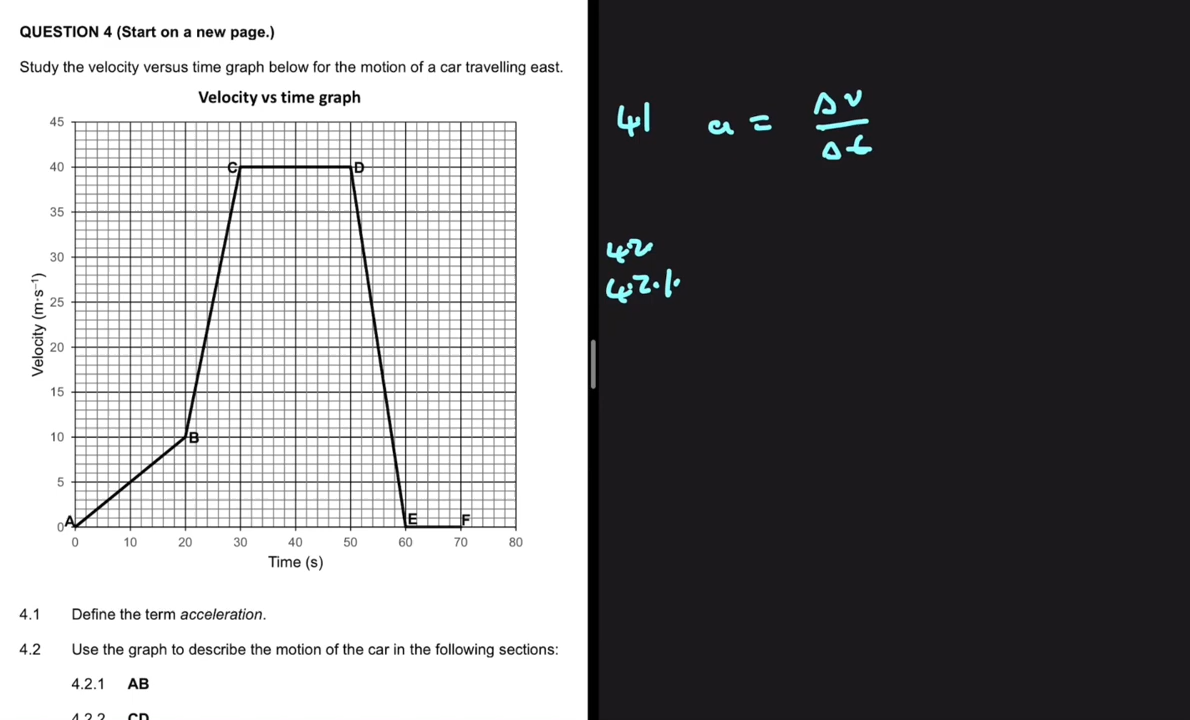 QUESTION 4 (Start on a new page.)
Study the velocity versus time graph below for the motion of a car travelling east.
Velocity vs time graph
45
40
35
30
25
20
15
10
5
0
Velocity (m·s⁻¹)
A
B
C
D
E
F
0 10 20 30 40 50 60 70 80
Time (s)
4.1 Define the term acceleration.
4.2 Use the graph to describe the motion of the car in the following sections:
4.2.1 AB
4.2.2 CD
41 a = Δv/Δt
42
42.1.